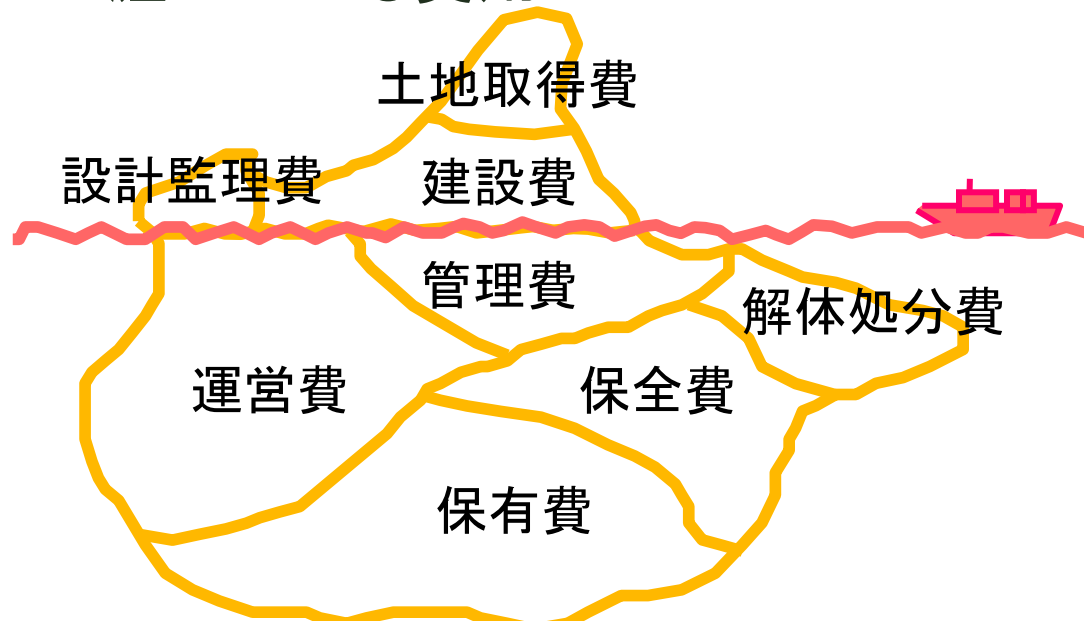 土地取得費
設計監理費
建設費
管理費
解体処分費
運営費
保全費
保有費